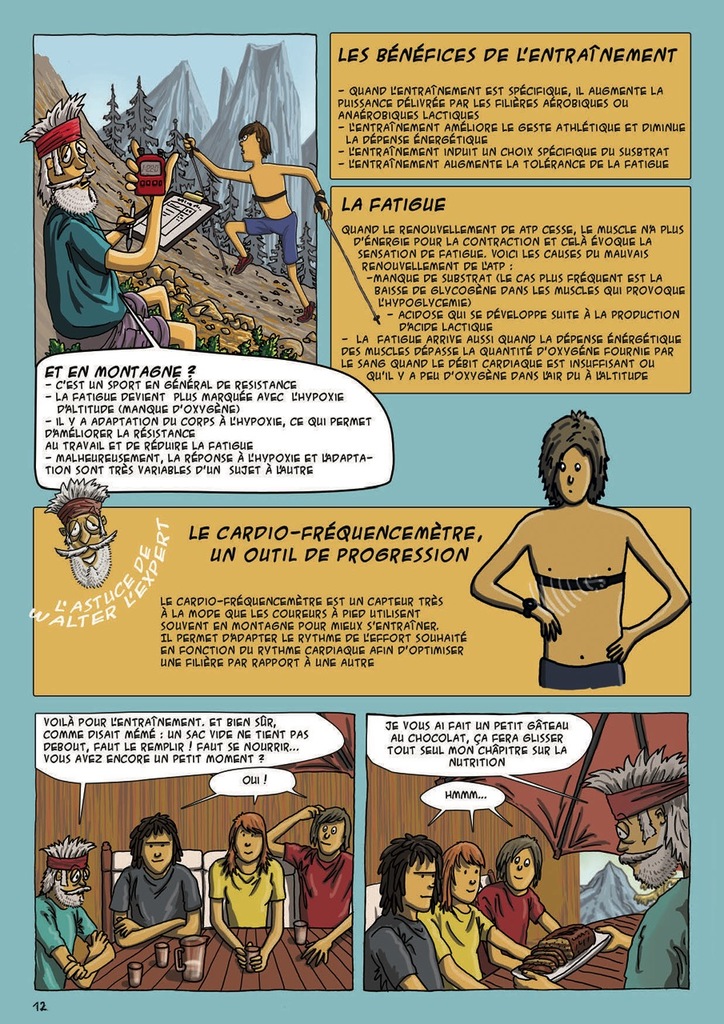 LES BÉNÉFICES DE L'ENTRAÎNEMENT
- QUAND L'ENTRAÎNEMENT EST SPÉCIFIQUE, IL AUGMENTE LA
PUISSANCE DÉLIVRÉE PAR LES FILIÈRES AÉROBIQUES OU
ANAÉROBIQUES LACTIQUES
- L'ENTRAÎNEMENT AMÉLIORE LE GESTE ATHLÉTIQUE ET DIMINUE
LA DÉPENSE ÉNERGÉTIQUE
- L'ENTRAÎNEMENT INDUIT UN CHOIX SPÉCIFIQUE DU SUSBTRAT
- L'ENTRAÎNEMENT AUGMENTE LA TOLÉRANCE DE LA FATIGUE
LA FATIGUE
QUAND LE RENOUVELLEMENT DE ATP CESSE, LE MUSCLE N'A PLUS
D'ÉNERGIE POUR LA CONTRACTION ET CELÀ ÉVOQUE LA
SENSATION DE FATIGUE. VOICI LES CAUSES DU MAUVAIS
RENOUVELLEMENT DE L'ATP :
-MANQUE DE SUBSTRAT (LE CAS PLUS FRÉQUENT EST LA
BAISSE DE GLYCOGÈNE DANS LES MUSCLES QUI PROVOQUE
L'HYPOGLYCEMIE)
- ACIDOSE QUI SE DÉVELOPPE SUITE À LA PRODUCTION
D'ACIDE LACTIQUE
- LA FATIGUE ARRIVE AUSSI QUAND LA DÉPENSE ÉNERGÉTIQUE
DES MUSCLES DÉPASSE LA QUANTITÉ D'OXYGÈNE FOURNIE PAR
LE SANG QUAND LE DÉBIT CARDIAQUE EST INSUFFISANT OU
QU'IL Y A PEU D'OXYGÈNE DANS L'AIR DU À L'ALTITUDE
ET EN MONTAGNE ?
- C'EST UN SPORT EN GÉNÉRAL DE RESISTANCE
- LA FATIGUE DEVIENT PLUS MARQUÉE AVEC L'HYPOXIE
D'ALTITUDE (MANQUE D'OXYGÈNE)
- IL Y A ADAPTATION DU CORPS À L'HYPOXIE, CE QUI PERMET
D'AMÉLIORER LA RÉSISTANCE
AU TRAVAIL ET DE RÉDUIRE LA FATIGUE
- MALHEUREUSEMENT, LA RÉPONSE À L'HYPOXIE ET L'ADAPTA-
TION SONT TRÈS VARIABLES D'UN SUJET À L'AUTRE
L'ASTUCE DE
WALTER L'EXPERT
LE CARDIO-FRÉQUENCEMÈTRE,
UN OUTIL DE PROGRESSION
LE CARDIO-FRÉQUENCEMÈTRE EST UN CAPTEUR TRÈS
À LA MODE QUE LES COUREURS À PIED UTILISENT
SOUVENT EN MONTAGNE POUR MIEUX S'ENTRAÎNER.
IL PERMET D'ADAPTER LE RYTHME DE L'EFFORT SOUHAITÉ
EN FONCTION DU RYTHME CARDIAQUE AFIN D'OPTIMISER
UNE FILIÈRE PAR RAPPORT À UNE AUTRE
VOILÀ POUR L'ENTRAÎNEMENT. ET BIEN SÛR,
COMME DISAIT MÉMÉ : UN SAC VIDE NE TIENT PAS
DEBOUT, FAUT LE REMPLIR ! FAUT SE NOURRIR...
VOUS AVEZ ENCORE UN PETIT MOMENT ?
OUI !
JE VOUS AI FAIT UN PETIT GÂTEAU
AU CHOCOLAT, ÇA FERA GLISSER
TOUT SEUL MON CHÂPITRE SUR LA
NUTRITION
HMMM...
12